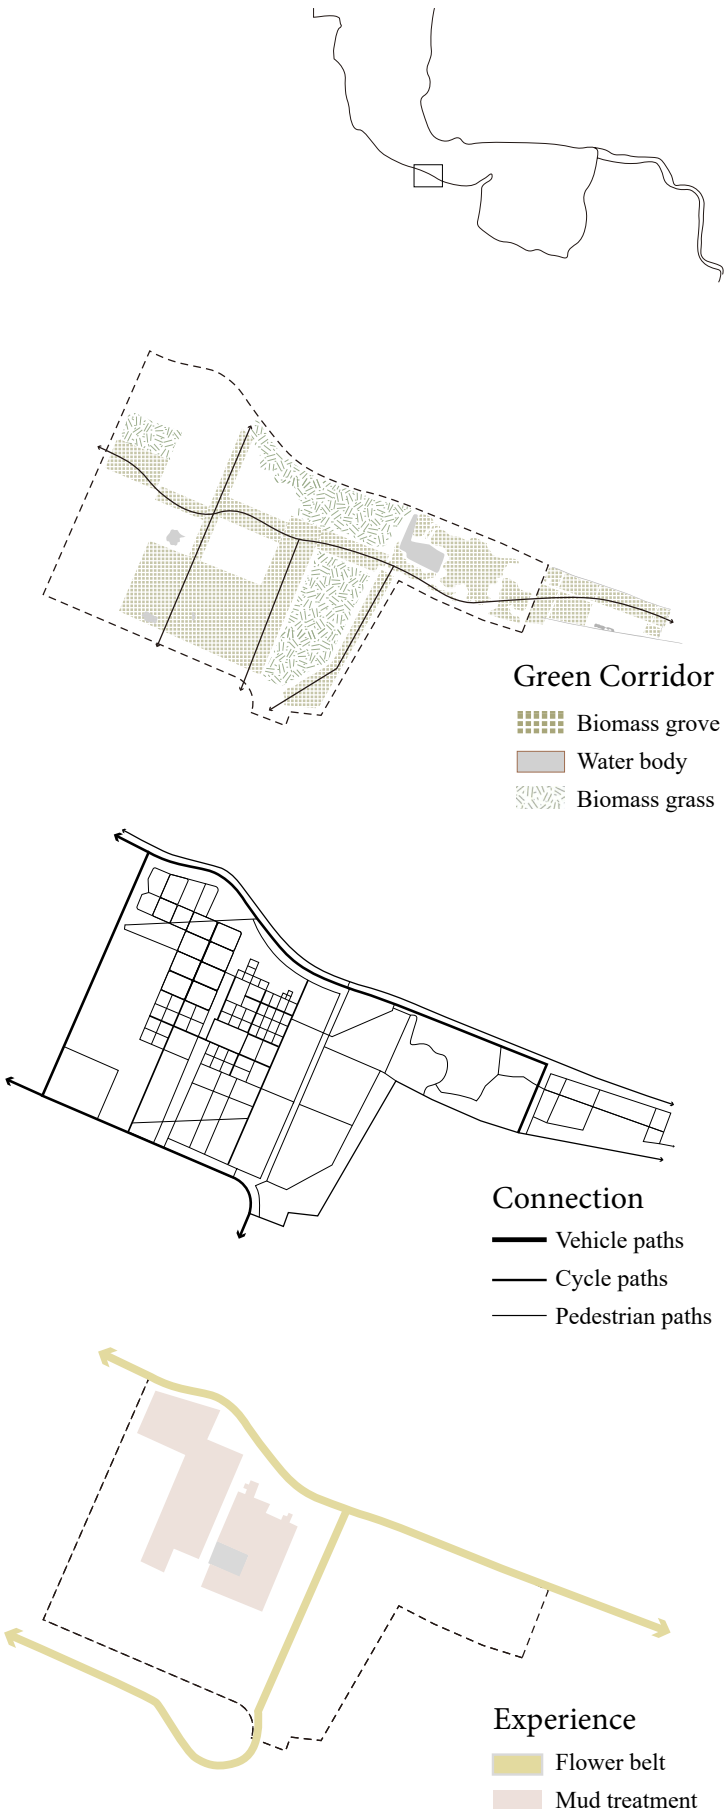 Green Corridor
Biomass grove
Water body
Biomass grass
Connection
Vehicle paths
Cycle paths
Pedestrian paths
Experience
Flower belt
Mud treatment